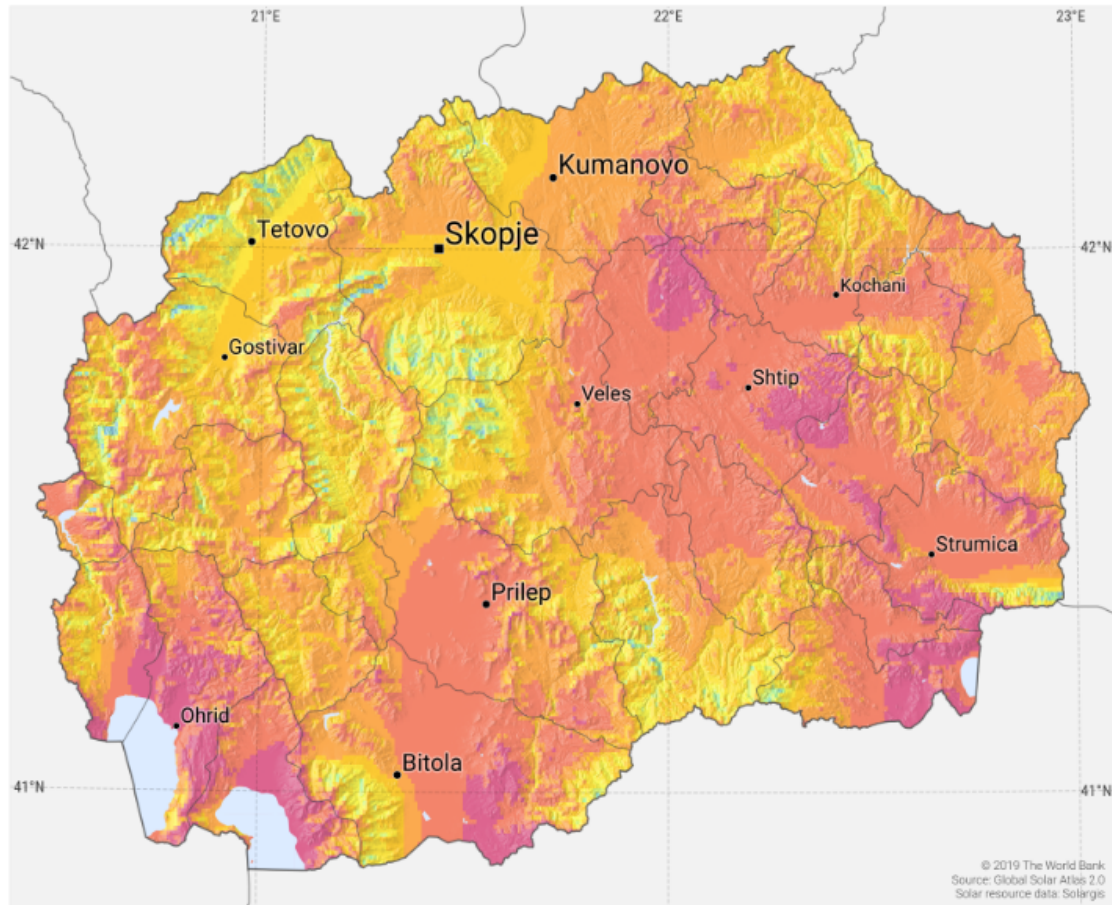 21°E
22°E
23°E
Kumanovo
Tetovo
Skopje
42°N
42°N
Kochani
Gostivar
Shtip
Veles
Strumica
Prilep
Ohrid
Bitola
41°N
41°N
© 2019 The World Bank
Source: Global Solar Atlas 2.0
Solar resource data: Solargis